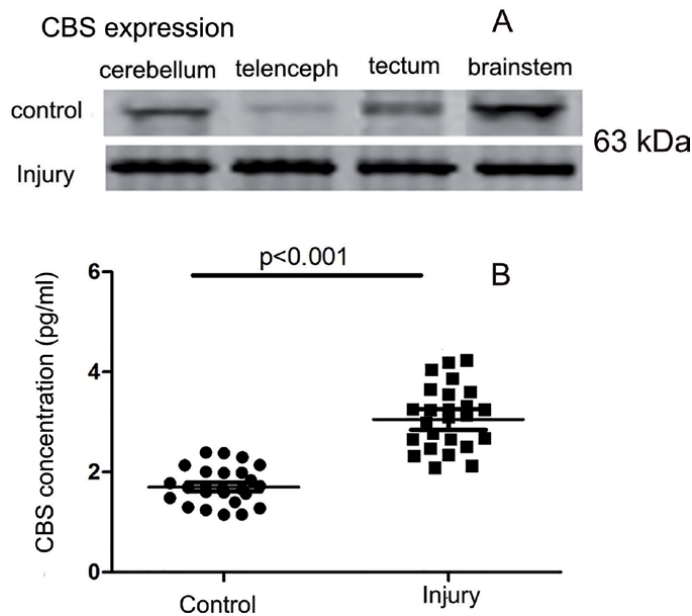 CBS expression A
cerebellum telenceph tectum brainstem
control
63 kDa
Injury
p<0.001 B
CBS concentration (pg/ml)
6
4
2
0
Control Injury